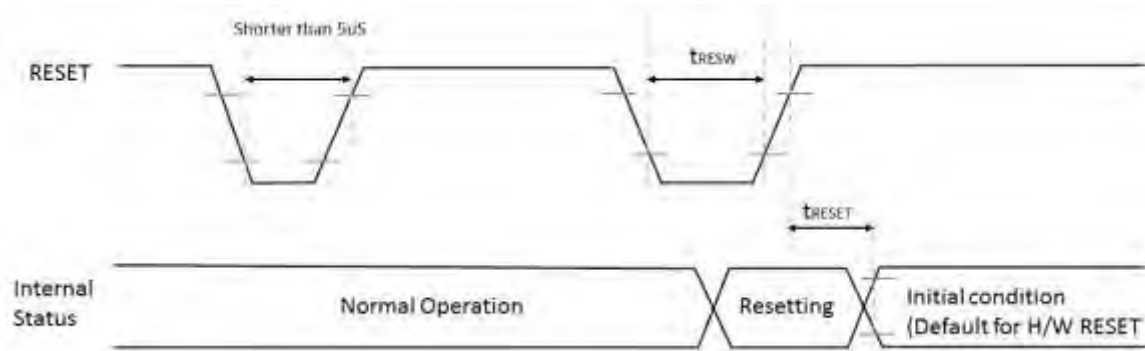 Shorter than 5uS
RESET
tRESW
tRESET
Internal
Status
Normal Operation
Resetting
Initial condition
(Default for H/W RESET